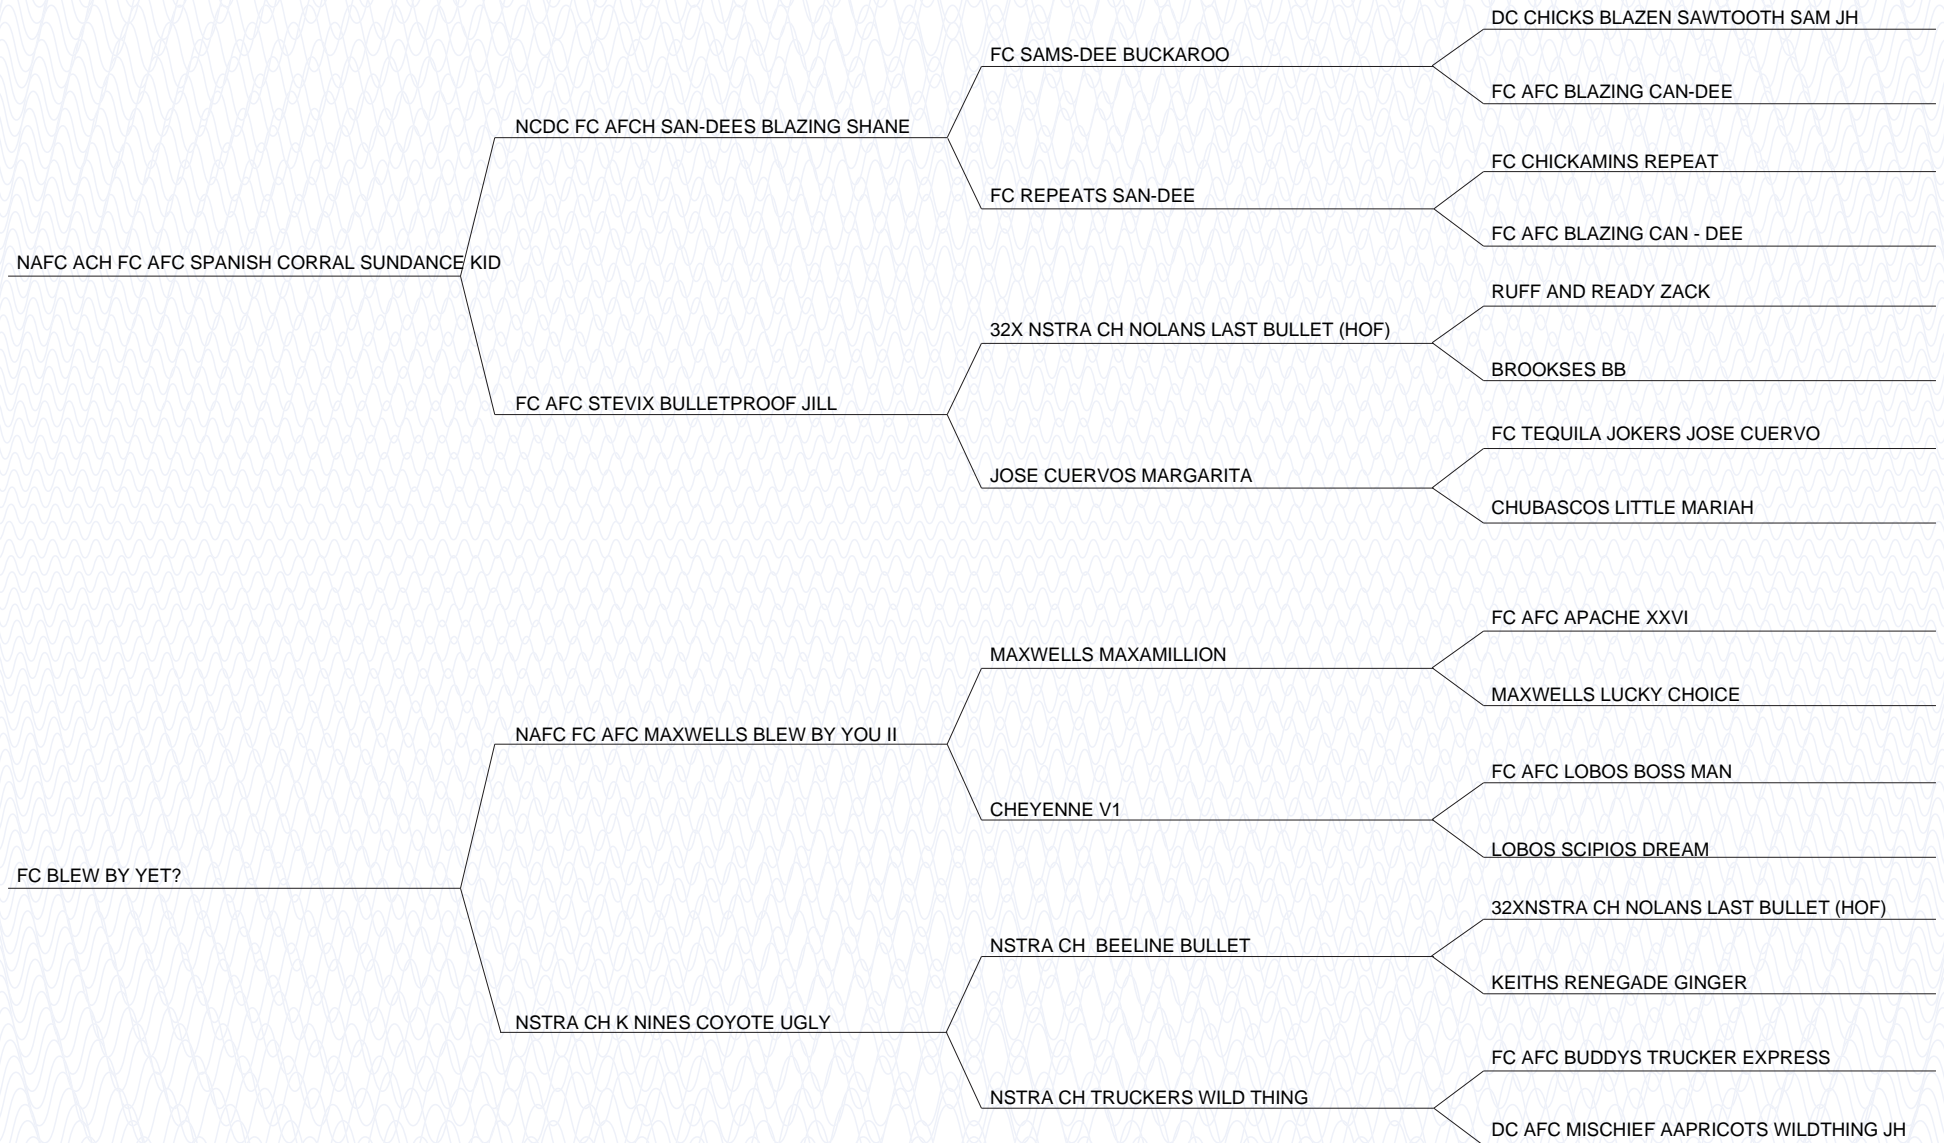 DC CHICKS BLAZEN SAWTOOTH SAM JH
FC SAMS-DEE BUCKAROO
FC AFC BLAZING CAN-DEE
NCDC FC AFCH SAN-DEES BLAZING SHANE
FC CHICKAMINS REPEAT
FC REPEATS SAN-DEE
FC AFC BLAZING CAN - DEE
NAFC ACH FC AFC SPANISH CORRAL SUNDANCE KID
RUFF AND READY ZACK
32X NSTRA CH NOLANS LAST BULLET (HOF)
BROOKSES BB
FC AFC STEVIX BULLETPROOF JILL
FC TEQUILA JOKERS JOSE CUERVO
JOSE CUERVOS MARGARITA
CHUBASCOS LITTLE MARIAH
FC AFC APACHE XXVI
MAXWELLS MAXAMILLION
MAXWELLS LUCKY CHOICE
NAFC FC AFC MAXWELLS BLEW BY YOU II
FC AFC LOBOS BOSS MAN
CHEYENNE V1
LOBOS SCIPIOS DREAM
FC BLEW BY YET?
32XNSTRA CH NOLANS LAST BULLET (HOF)
NSTRA CH  BEELINE BULLET
KEITHS RENEGADE GINGER
NSTRA CH K NINES COYOTE UGLY
FC AFC BUDDYS TRUCKER EXPRESS
NSTRA CH TRUCKERS WILD THING
DC AFC MISCHIEF AAPRICOTS WILDTHING JH